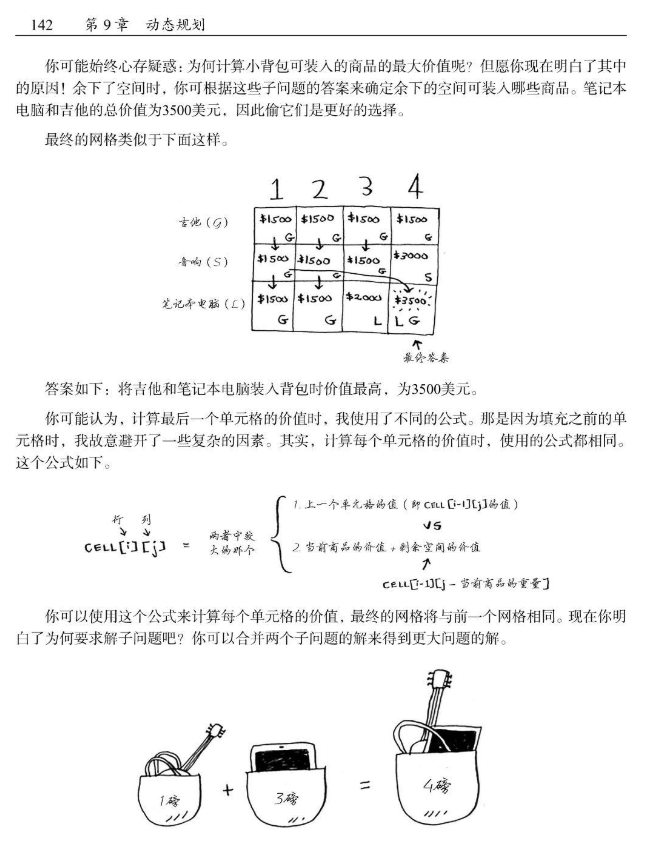 142 第 9 章 动态规划
你可能始终心存疑惑：为何计算小背包可装入的商品的最大价值呢？但愿你现在明白了其中
的原因！余下了空间时，你可根据这些子问题的答案来确定余下的空间可装入哪些商品。笔记本
电脑和吉他的总价值为3500美元，因此偷它们是更好的选择。
最终的网格类似于下面这样。
1 2 3 4
吉他 (G) $1500 G $1500 G $1500 G $1500 G
音响 (S) $1500 G $1500 G $1500 G $3000 S
笔记本电脑 (L) $1500 G $1500 G $2000 L $3500 L G
最终答案
答案如下：将吉他和笔记本电脑装入背包时价值最高，为3500美元。
你可能认为，计算最后一个单元格的价值时，我使用了不同的公式。那是因为填充之前的单
元格时，我故意避开了一些复杂的因素。其实，计算每个单元格的价值时，使用的公式都相同。
这个公式如下。
1. 上一个单元格的值（即 CELL[i-1][j]的值）
行 列
VS
两者中较
CELL[i][j] =
大的那个
2. 当前商品的价值 + 剩余空间的价值
CELL[i-1][j - 当前商品的重量]
你可以使用这个公式来计算每个单元格的价值，最终的网格将与前一个网格相同。现在你明
白了为何要求解子问题吧？你可以合并两个子问题的解来得到更大问题的解。
1磅 + 3磅 = 4磅